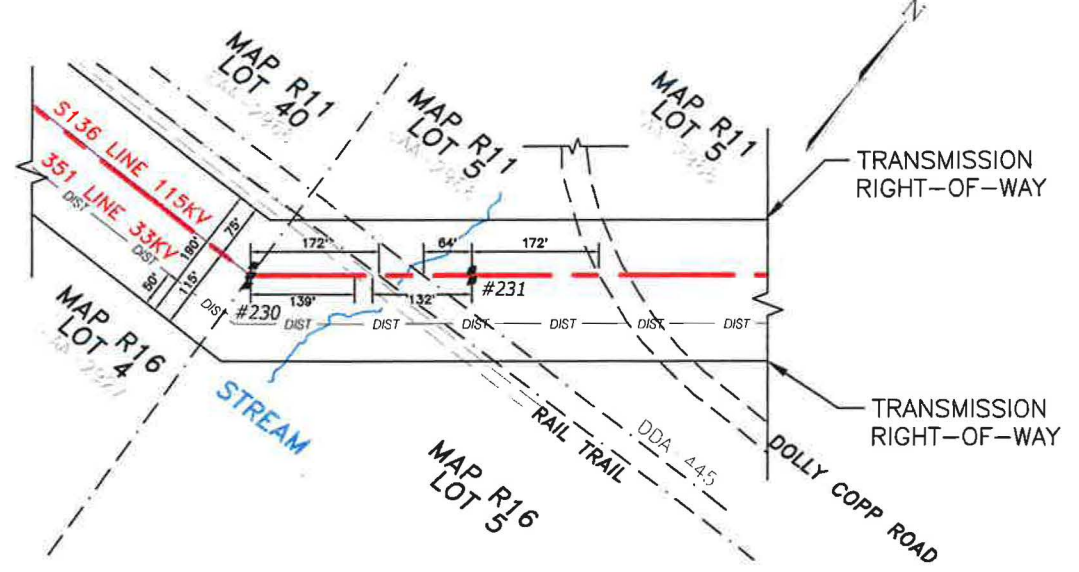 N
MAP R11
LOT 40
MAP R11
LOT 5
MAP R11
LOT 5
TRANSMISSION
RIGHT-OF-WAY
S136 LINE 115KV
351 LINE 33KV
DIST
DIST
DIST
75'
190'
115'
50'
172'
64'
172'
139'
132'
#230
#231
DIST
DIST
DIST
DIST
DIST
DIST
MAP R16
LOT 4
STREAM
RAIL TRAIL
DDA 445
MAP R16
LOT 5
DOLLY COPP ROAD
TRANSMISSION
RIGHT-OF-WAY